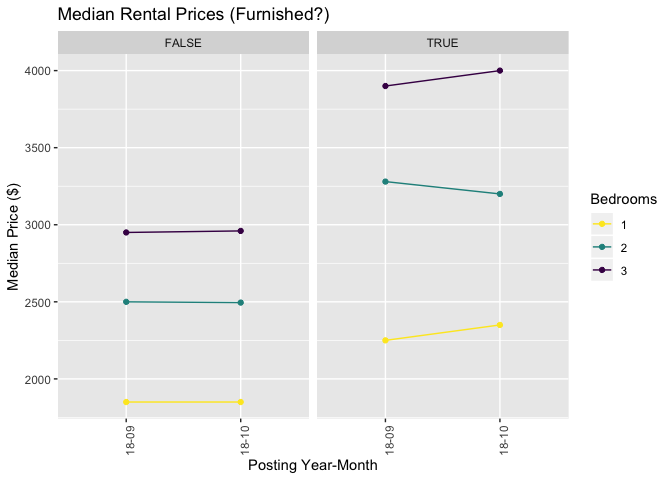 Median Rental Prices (Furnished?)
FALSE
TRUE
Median Price ($)
4000
3500
3000
2500
2000
18-09
18-10
18-09
18-10
Posting Year-Month
Bedrooms
1
2
3